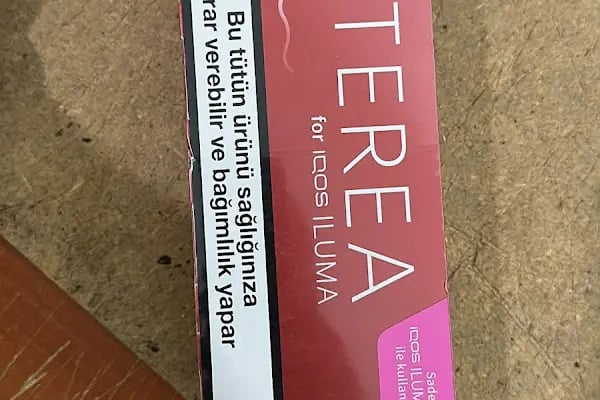 TEREA
for IQOS ILUMA
Bu tütün ürünü sağlığınıza
verebilir ve bağımlılık yapar
IQOS ILUM
ile kullan